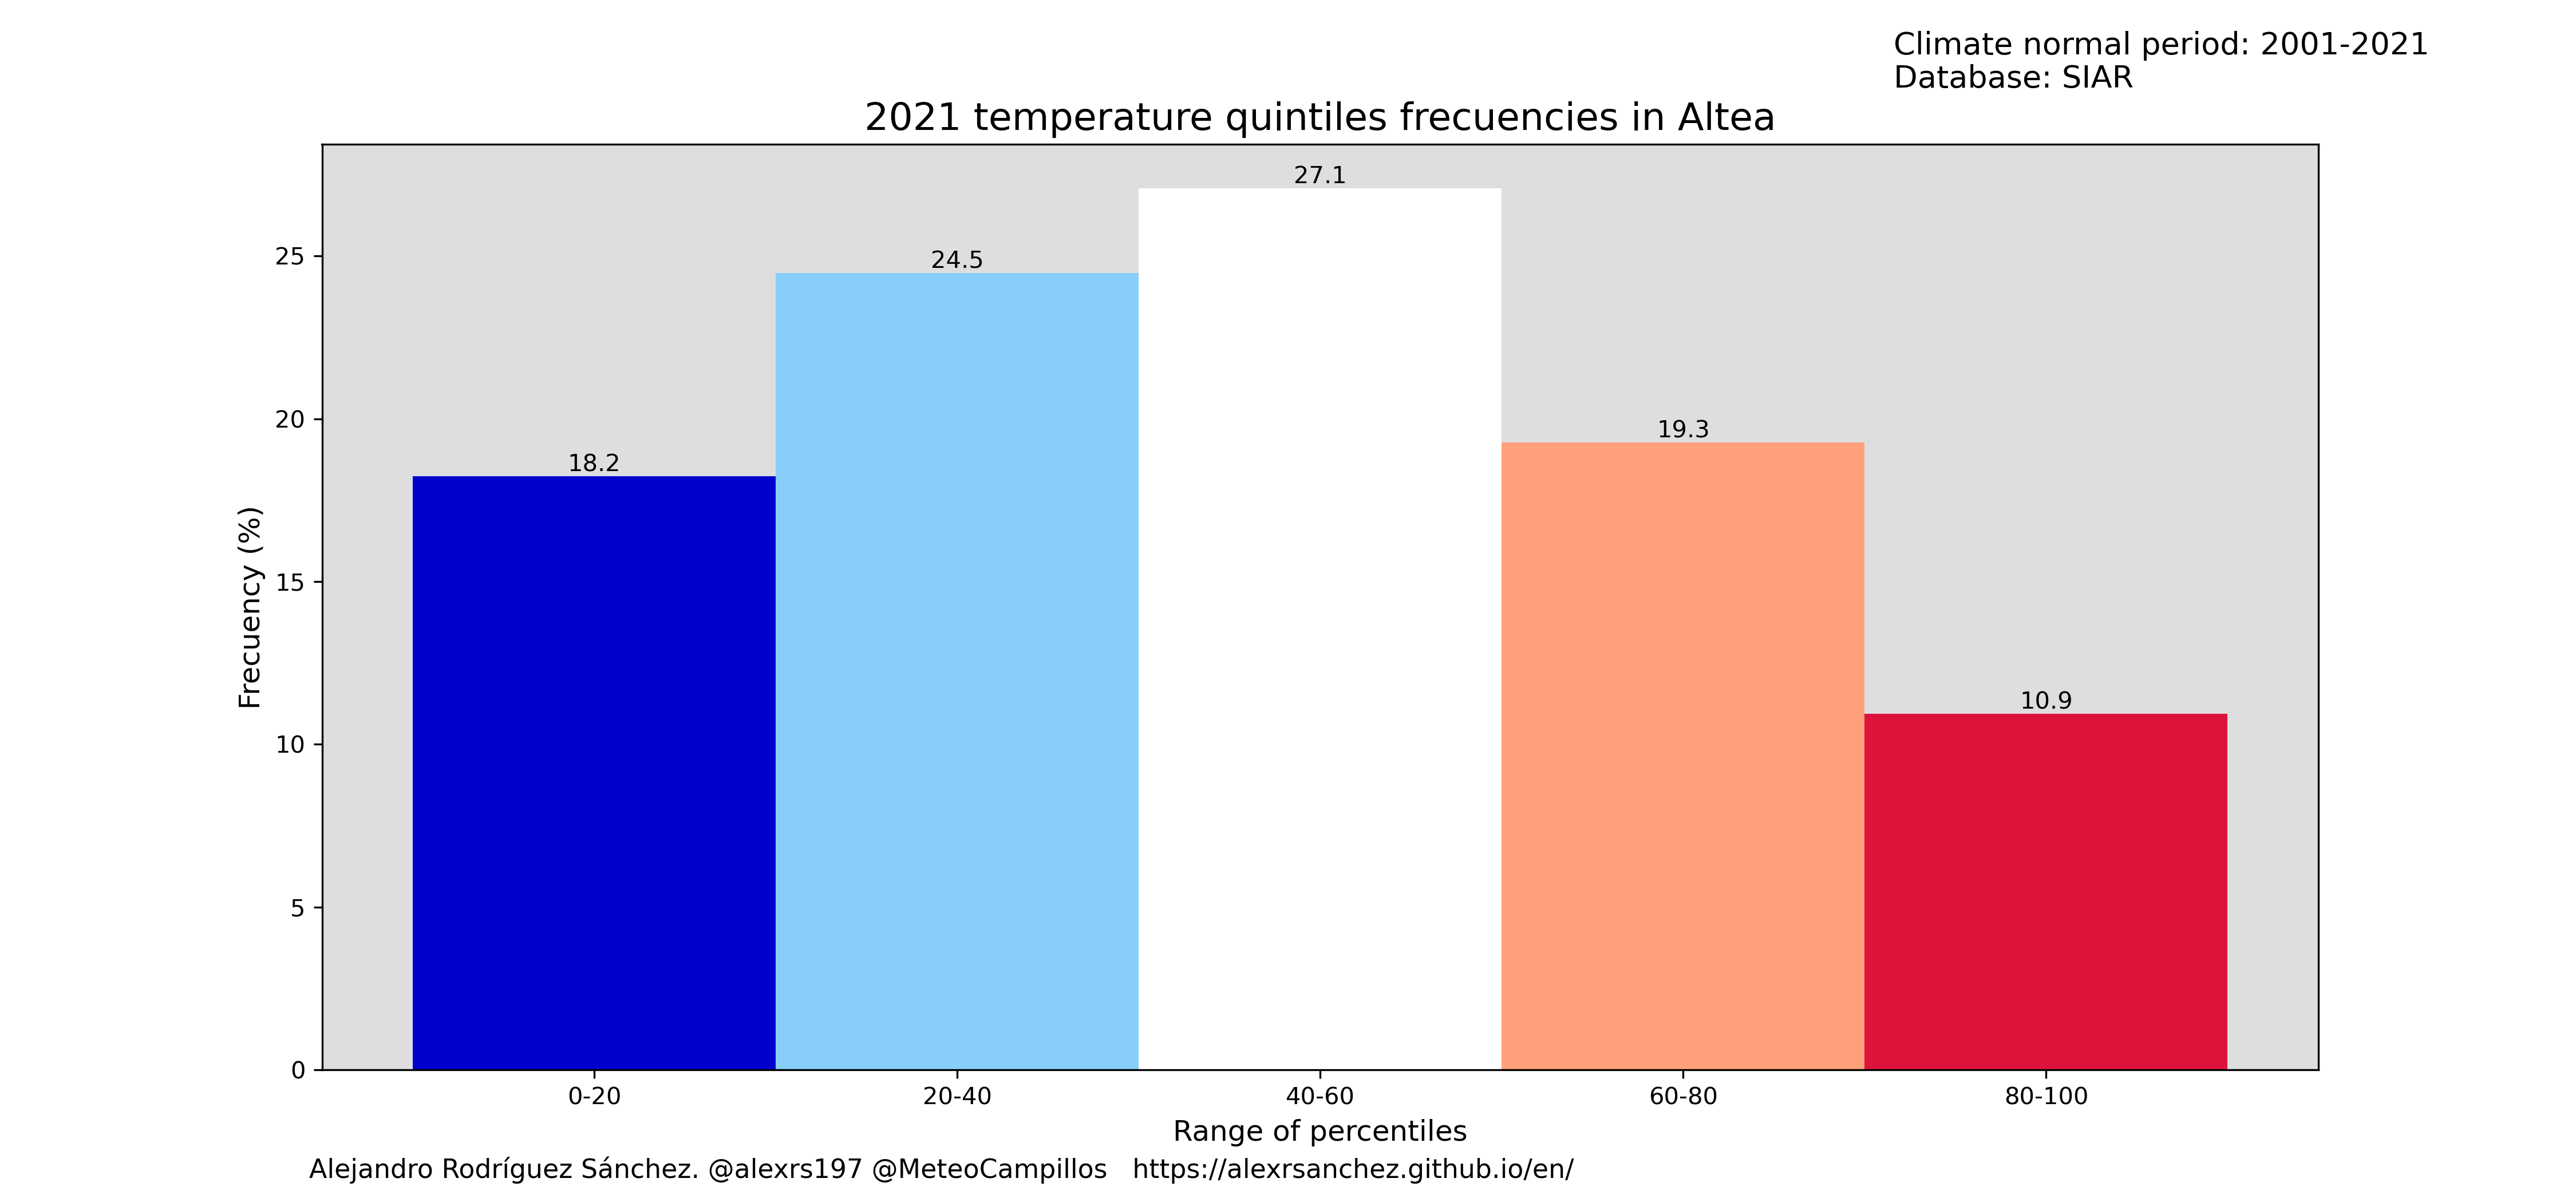 Climate normal period: 2001-2021
Database: SIAR
2021 temperature quintiles frecuencies in Altea
27.1
24.5
19.3
18.2
10.9
Frecuency (%)
25
20
15
10
5
0
0-20 20-40 40-60 60-80 80-100
Range of percentiles
Alejandro Rodríguez Sánchez. @alexrs197 @MeteoCampillos https://alexrsanchez.github.io/en/